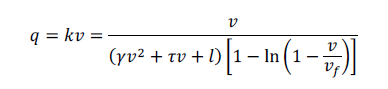 q = kv = v / ((γv² + τv + l) [1 − ln(1 − v/v_f)])